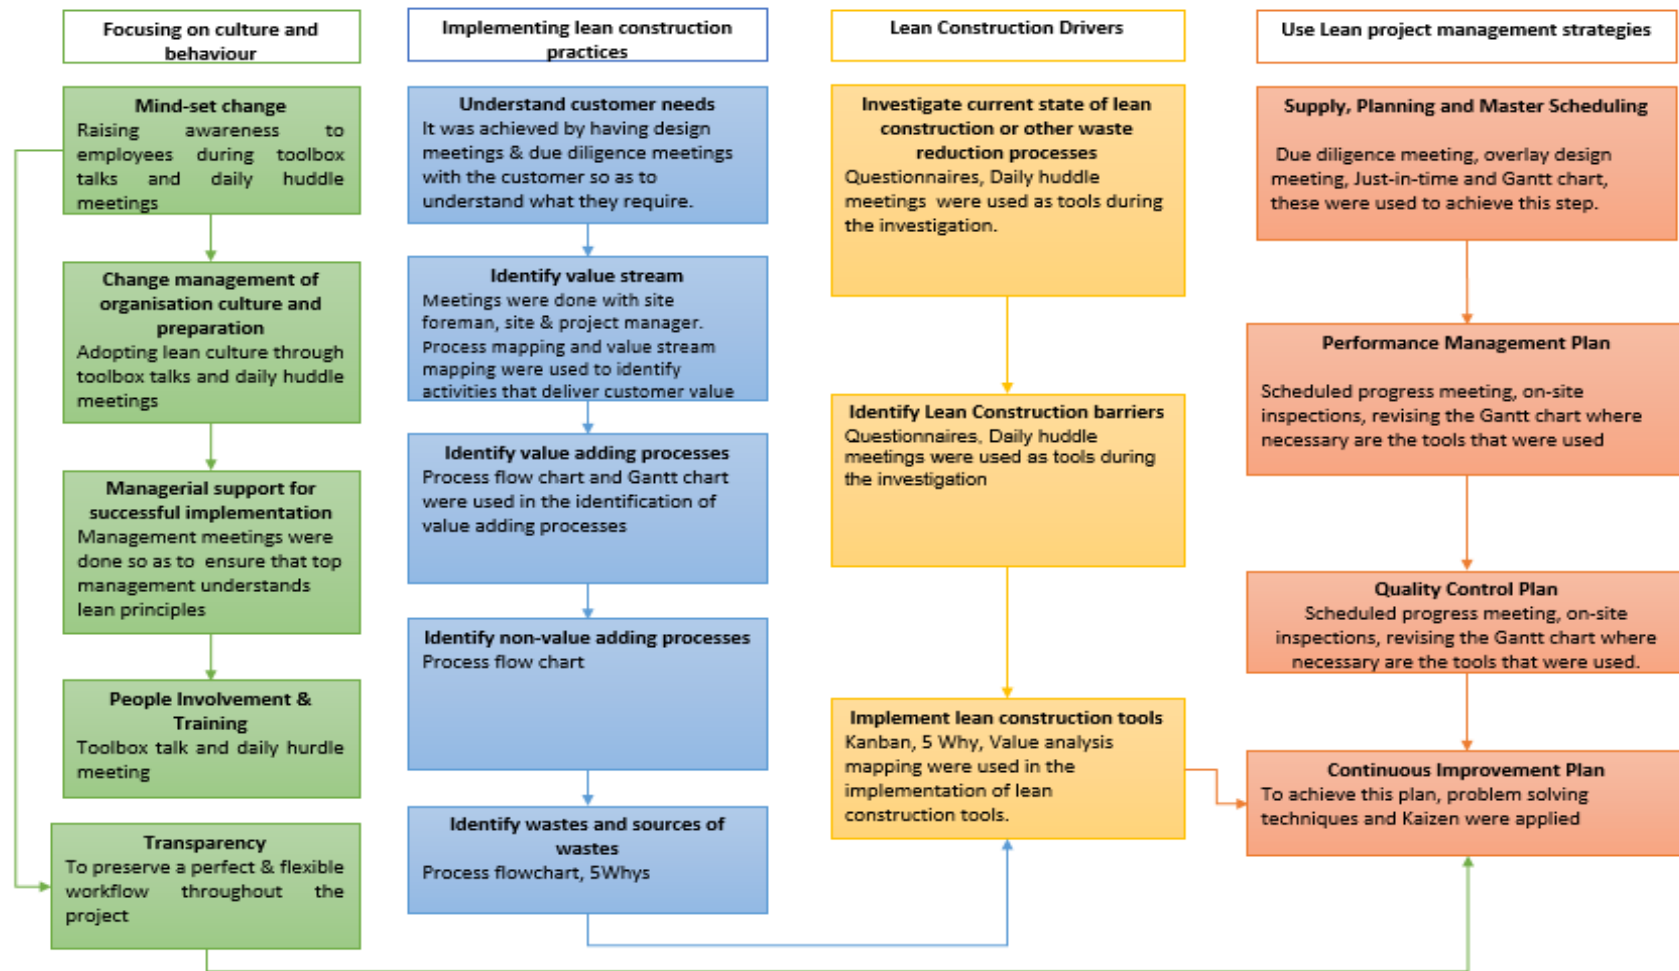 Focusing on culture and
behaviour
Mind-set change
Raising awareness to
employees during toolbox
talks and daily huddle
meetings
Change management of
organisation culture and
preparation
Adopting lean culture through
toolbox talks and daily huddle
meetings
Managerial support for
successful implementation
Management meetings were
done so as to ensure that top
management understands
lean principles
People Involvement &
Training
Toolbox talk and daily hurdle
meeting
Transparency
To preserve a perfect & flexible
workflow throughout the
project
Implementing lean construction
practices
Understand customer needs
It was achieved by having design
meetings & due diligence meetings
with the customer so as to
understand what they require.
Identify value stream
Meetings were done with site
foreman, site & project manager.
Process mapping and value stream
mapping were used to identify
activities that deliver customer value
Identify value adding processes
Process flow chart and Gantt chart
were used in the identification of
value adding processes
Identify non-value adding processes
Process flow chart
Identify wastes and sources of
wastes
Process flowchart, 5Whys
Lean Construction Drivers
Investigate current state of lean
construction or other waste
reduction processes
Questionnaires, Daily huddle
meetings were used as tools during
the investigation.
Identify Lean Construction barriers
Questionnaires, Daily huddle
meetings were used as tools during
the investigation
Implement lean construction tools
Kanban, 5 Why, Value analysis
mapping were used in the
implementation of lean
construction tools.
Use Lean project management strategies
Supply, Planning and Master Scheduling
Due diligence meeting, overlay design
meeting, Just-in-time and Gantt chart,
these were used to achieve this step.
Performance Management Plan
Scheduled progress meeting, on-site
inspections, revising the Gantt chart where
necessary are the tools that were used
Quality Control Plan
Scheduled progress meeting, on-site
inspections, revising the Gantt chart where
necessary are the tools that were used.
Continuous Improvement Plan
To achieve this plan, problem solving
techniques and Kaizen were applied